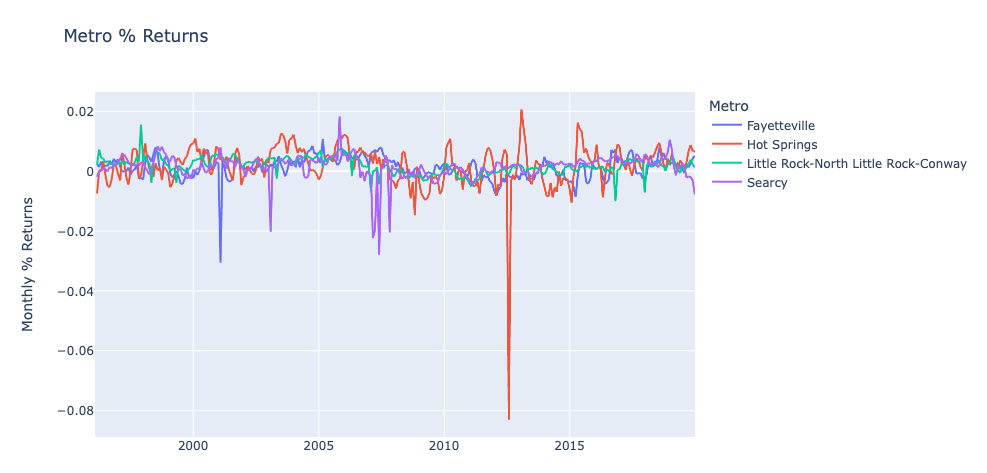 Metro % Returns
Metro
Fayetteville
Hot Springs
Little Rock-North Little Rock-Conway
Searcy
Monthly % Returns
0.02
0
−0.02
−0.04
−0.06
−0.08
2000
2005
2010
2015